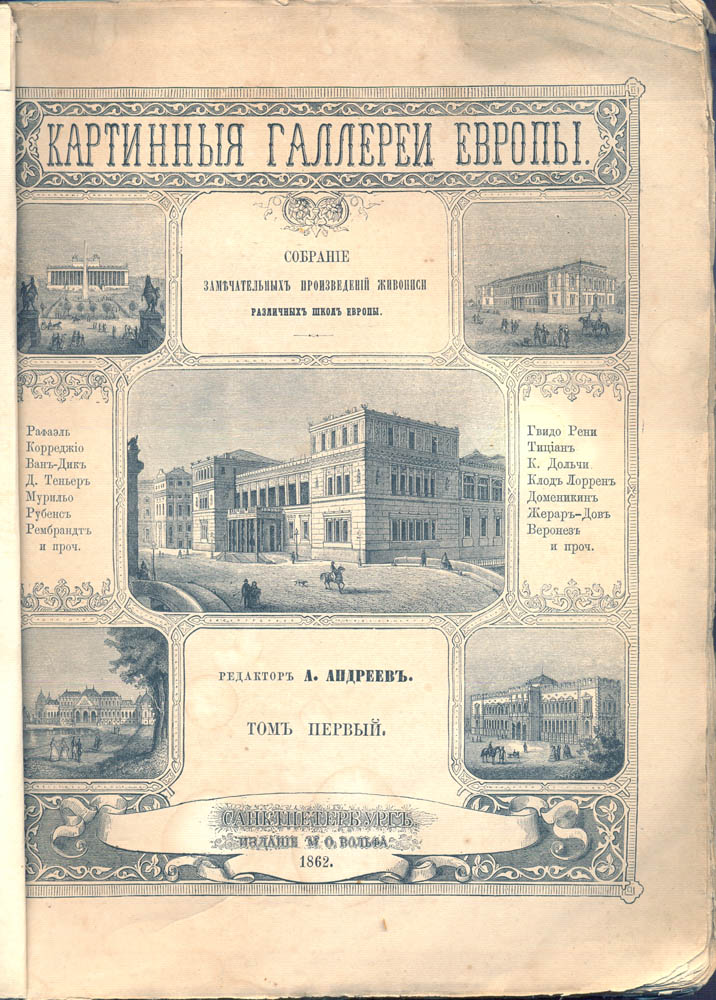 КАРТИННЫЯ ГАЛЛЕРЕИ ЕВРОПЫ.
СОБРАНІЕ
ЗАМѢЧАТЕЛЬНЫХЪ ПРОИЗВЕДЕНІЙ ЖИВОПИСИ
РАЗЛИЧНЫХЪ ШКОЛЪ ЕВРОПЫ.
Рафаэль
Корреджіо
Ванъ-Дикъ
Д. Теньеръ
Мурильо
Рубенсъ
Рембрандтъ
и проч.
Гвидо Рени
Тиціанъ
К. Дольчи
Клодъ Лорренъ
Доменикинъ
Жераръ-Довъ
Веронезъ
и проч.
РЕДАКТОРЪ А. АНДРЕЕВЪ.
ТОМЪ ПЕРВЫЙ.
САНКТПЕТЕРБУРГЪ
ИЗДАНІЕ М О. ВОЛЬФА
1862.